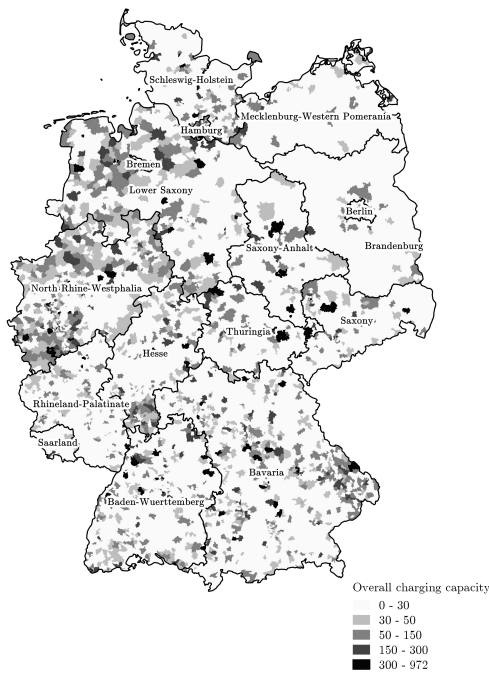 Schleswig-Holstein
Mecklenburg-Western Pomerania
Hamburg
Bremen
Lower Saxony
Berlin
Saxony-Anhalt
Brandenburg
North Rhine-Westphalia
Saxony
Thuringia
Hesse
Rhineland-Palatinate
Saarland
Bavaria
Baden-Wuerttemberg
Overall charging capacity
0 - 30
30 - 50
50 - 150
150 - 300
300 - 972